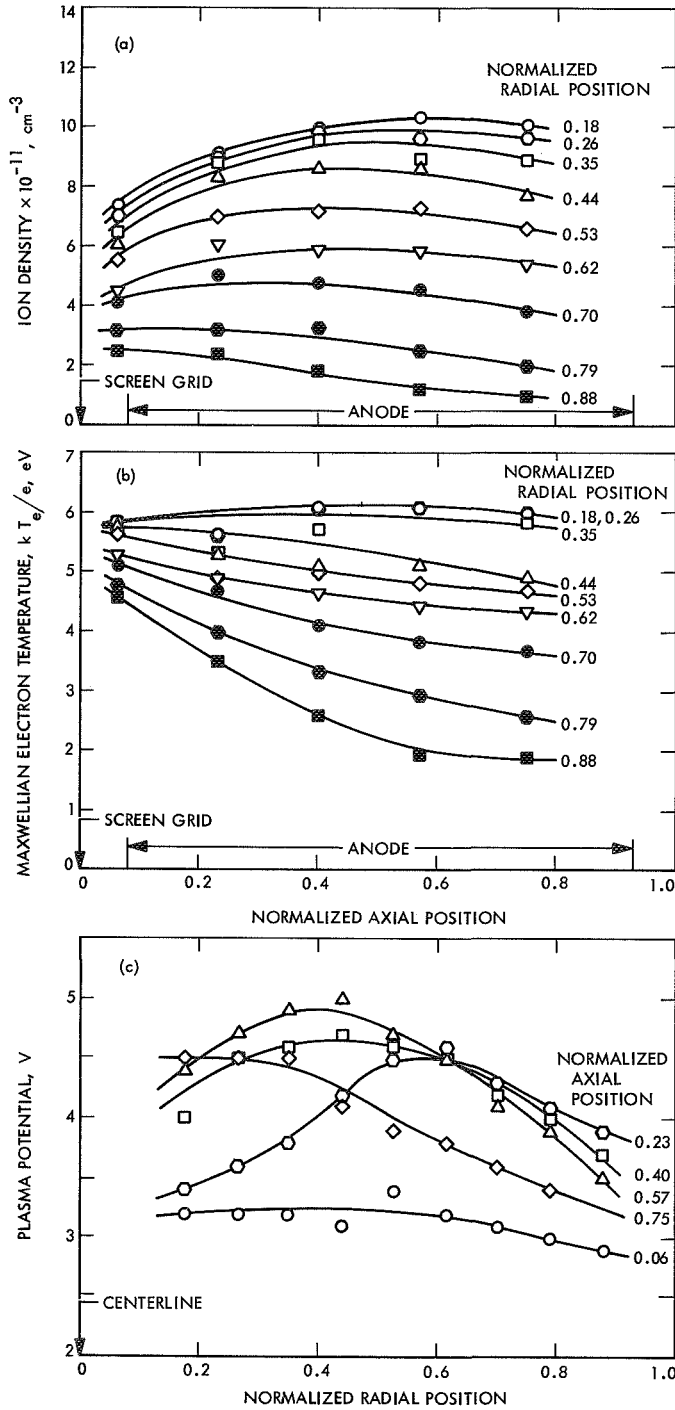 (a)
14
12
10
8
6
4
2
0
ION DENSITY × 10⁻¹¹, cm⁻³
NORMALIZED
RADIAL POSITION
0.18
0.26
0.35
0.44
0.53
0.62
0.70
0.79
0.88
SCREEN GRID
ANODE
(b)
7
6
5
4
3
2
1
0
MAXWELLIAN ELECTRON TEMPERATURE, k Tₑ/e, eV
NORMALIZED
RADIAL POSITION
0.18, 0.26
0.35
0.44
0.53
0.62
0.70
0.79
0.88
SCREEN GRID
ANODE
0 0.2 0.4 0.6 0.8 1.0
NORMALIZED AXIAL POSITION
(c)
5
4
3
2
PLASMA POTENTIAL, V
NORMALIZED
AXIAL
POSITION
0.23
0.40
0.57
0.75
0.06
CENTERLINE
0 0.2 0.4 0.6 0.8 1.0
NORMALIZED RADIAL POSITION